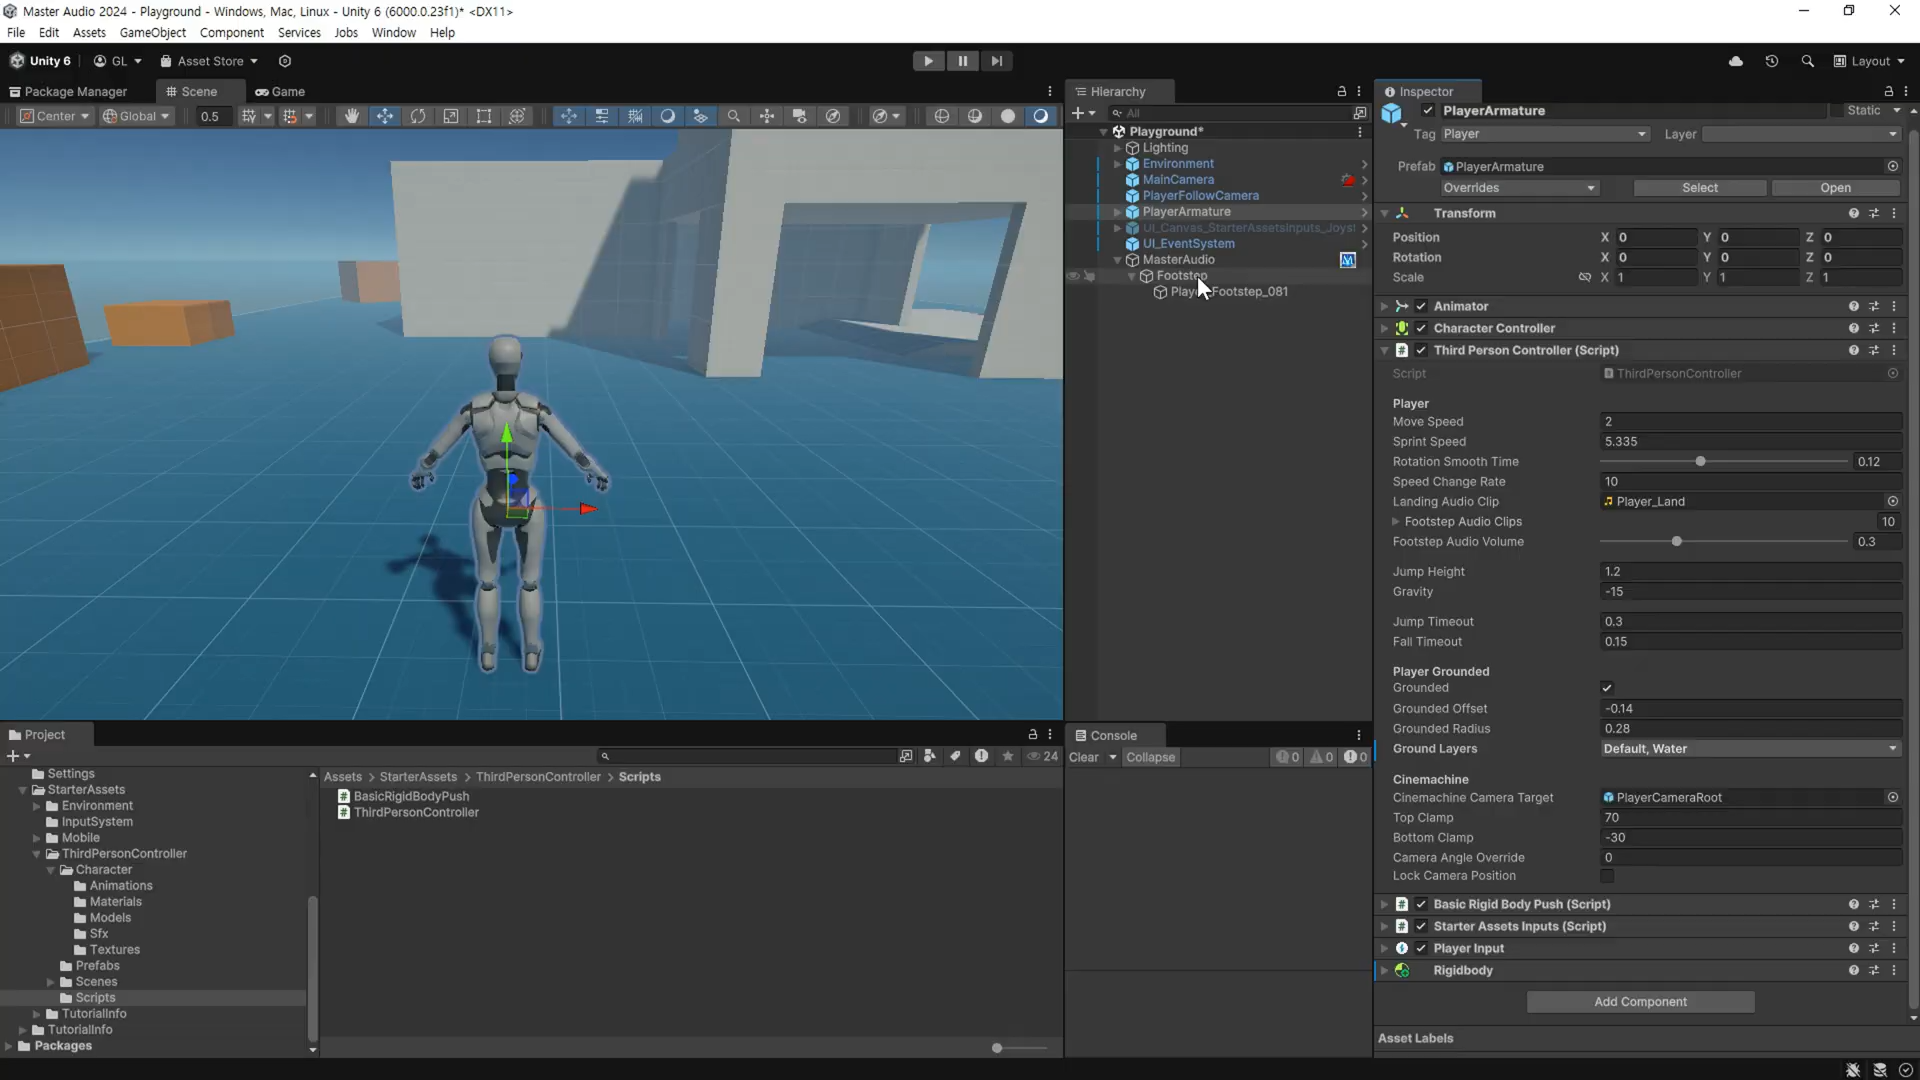 Master Audio 2024 - Playground - Windows, Mac, Linux - Unity 6 (6000.0.23f1)* <DX11>
File Edit Assets GameObject Component Services Jobs Window Help
Unity 6 GL Asset Store Layout
Package Manager Scene Game
Center Global 0.5
Hierarchy
All
Playground*
Lighting
Environment
MainCamera
PlayerFollowCamera
PlayerArmature
UI_Canvas_StarterAssetsInputs_Joyst
UI_EventSystem
MasterAudio
Footstep
Footstep_081
Inspector
PlayerArmature Static
Tag Player Layer
Prefab PlayerArmature
Overrides Select Open
Transform
Position X 0 Y 0 Z 0
Rotation X 0 Y 0 Z 0
Scale X 1 Y 1 Z 1
Animator
Character Controller
Third Person Controller (Script)
Script ThirdPersonController
Player
Move Speed 2
Sprint Speed 5.335
Rotation Smooth Time 0.12
Speed Change Rate 10
Landing Audio Clip Player_Land
Footstep Audio Clips 10
Footstep Audio Volume 0.3
Jump Height 1.2
Gravity -15
Jump Timeout 0.3
Fall Timeout 0.15
Player Grounded
Grounded
Grounded Offset -0.14
Grounded Radius 0.28
Ground Layers Default, Water
Cinemachine
Cinemachine Camera Target PlayerCameraRoot
Top Clamp 70
Bottom Clamp -30
Camera Angle Override 0
Lock Camera Position
Basic Rigid Body Push (Script)
Starter Assets Inputs (Script)
Player Input
Rigidbody
Add Component
Asset Labels
Project
24
Settings
StarterAssets
Environment
InputSystem
Mobile
ThirdPersonController
Character
Animations
Materials
Models
Sfx
Textures
Prefabs
Scenes
Scripts
TutorialInfo
TutorialInfo
Packages
Assets > StarterAssets > ThirdPersonController > Scripts
BasicRigidBodyPush
ThirdPersonController
Console
Clear Collapse 0 0 0